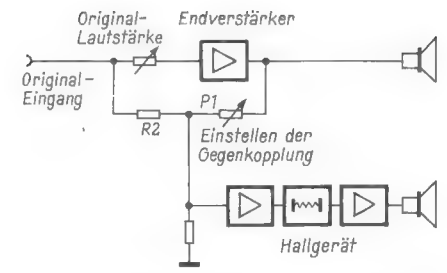 Original-
Lautstärke
Endverstärker
Original-
Eingang
R2
P1
Einstellen der
Gegenkopplung
Hallgerät